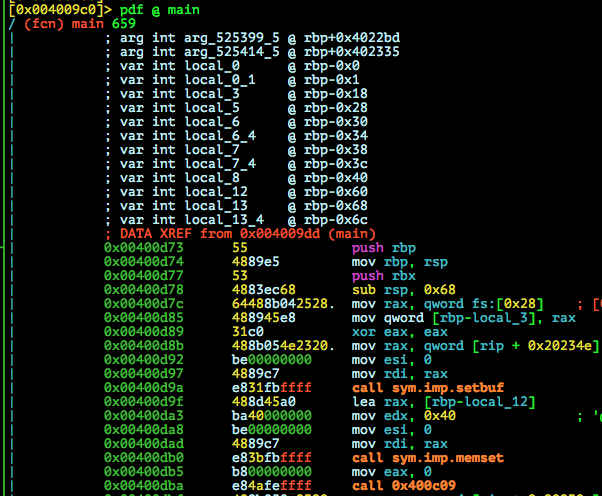 [0x004009c0]> pdf @ main
/ (fcn) main 659
| ; arg int arg_525399_5 @ rbp+0x4022bd
| ; arg int arg_525414_5 @ rbp+0x402335
| ; var int local_0 @ rbp-0x0
| ; var int local_0_1 @ rbp-0x1
| ; var int local_3 @ rbp-0x18
| ; var int local_5 @ rbp-0x28
| ; var int local_6 @ rbp-0x30
| ; var int local_6_4 @ rbp-0x34
| ; var int local_7 @ rbp-0x38
| ; var int local_7_4 @ rbp-0x3c
| ; var int local_8 @ rbp-0x40
| ; var int local_12 @ rbp-0x60
| ; var int local_13 @ rbp-0x68
| ; var int local_13_4 @ rbp-0x6c
| ; DATA XREF from 0x004009dd (main)
| 0x00400d73 55 push rbp
| 0x00400d74 4889e5 mov rbp, rsp
| 0x00400d77 53 push rbx
| 0x00400d78 4883ec68 sub rsp, 0x68
| 0x00400d7c 64488b042528. mov rax, qword fs:[0x28] ; [0
| 0x00400d85 488945e8 mov qword [rbp-local_3], rax
| 0x00400d89 31c0 xor eax, eax
| 0x00400d8b 488b054e2320. mov rax, qword [rip + 0x20234e]
| 0x00400d92 be00000000 mov esi, 0
| 0x00400d97 4889c7 mov rdi, rax
| 0x00400d9a e831fbffff call sym.imp.setbuf
| 0x00400d9f 488d45a0 lea rax, [rbp-local_12]
| 0x00400da3 ba40000000 mov edx, 0x40 ; '
| 0x00400da8 be00000000 mov esi, 0
| 0x00400dad 4889c7 mov rdi, rax
| 0x00400db0 e83bfbffff call sym.imp.memset
| 0x00400db5 b800000000 mov eax, 0
| 0x00400dba e84afeffff call 0x400c09